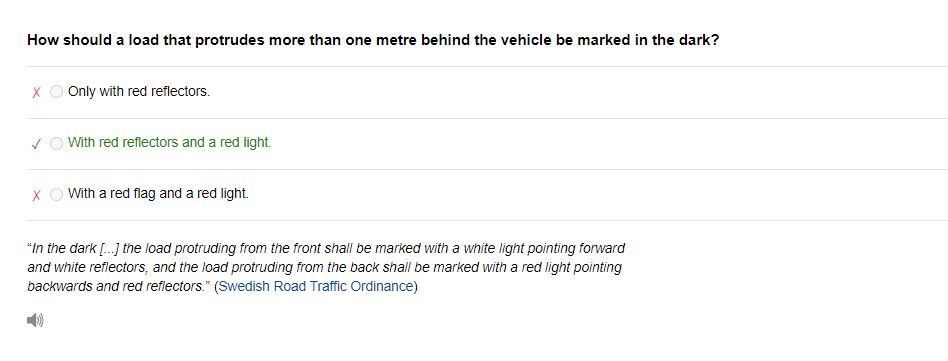 How should a load that protrudes more than one metre behind the vehicle be marked in the dark?
✗ Only with red reflectors.
✓ With red reflectors and a red light.
✗ With a red flag and a red light.
"In the dark [...] the load protruding from the front shall be marked with a white light pointing forward
and white reflectors, and the load protruding from the back shall be marked with a red light pointing
backwards and red reflectors." (Swedish Road Traffic Ordinance)